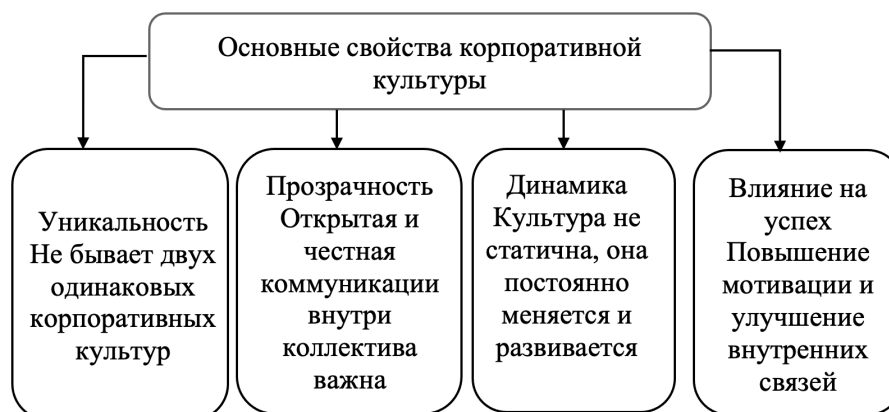 Основные свойства корпоративной
культуры
Уникальность
Не бывает двух
одинаковых
корпоративных
культур
Прозрачность
Открытая и
честная
коммуникации
внутри
коллектива
важна
Динамика
Культура не
статична, она
постоянно
меняется и
развивается
Влияние на
успех
Повышение
мотивации и
улучшение
внутренних
связей